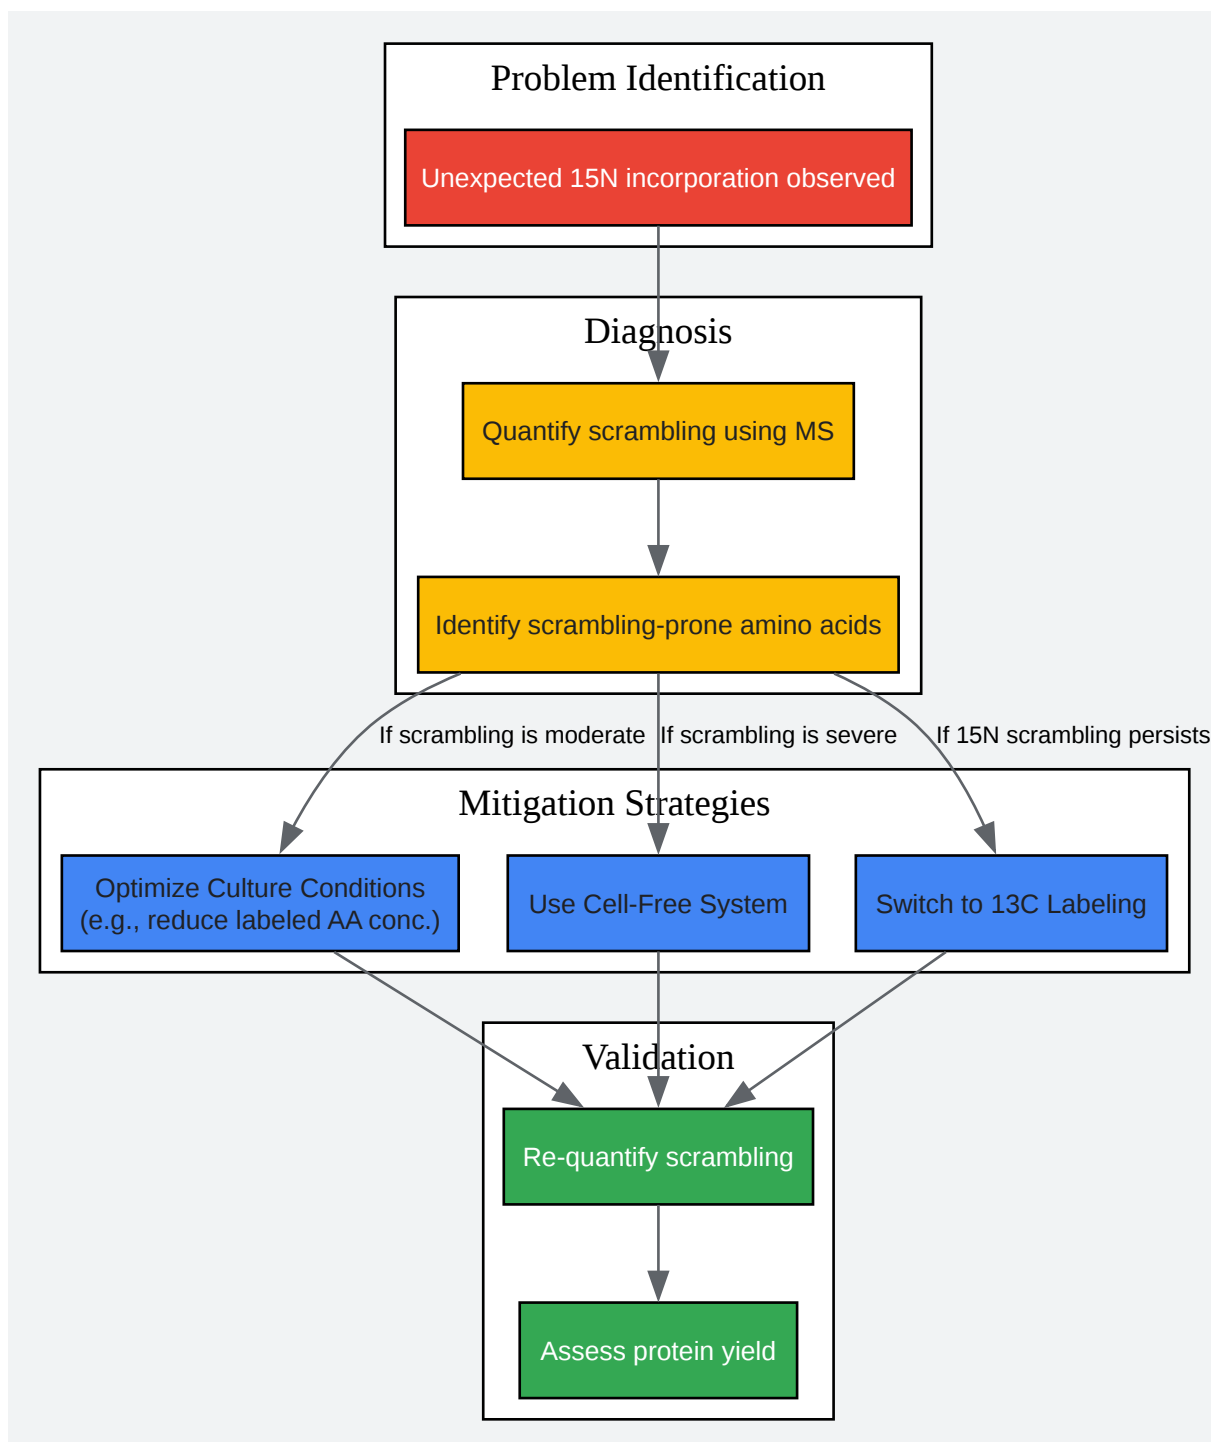 Problem Identification
Unexpected 15N incorporation observed
Diagnosis
Quantify scrambling using MS
Identify scrambling-prone amino acids
If scrambling is moderate
If scrambling is severe
If 15N scrambling persists
Mitigation Strategies
Optimize Culture Conditions
(e.g., reduce labeled AA conc.)
Use Cell-Free System
Switch to 13C Labeling
Validation
Re-quantify scrambling
Assess protein yield